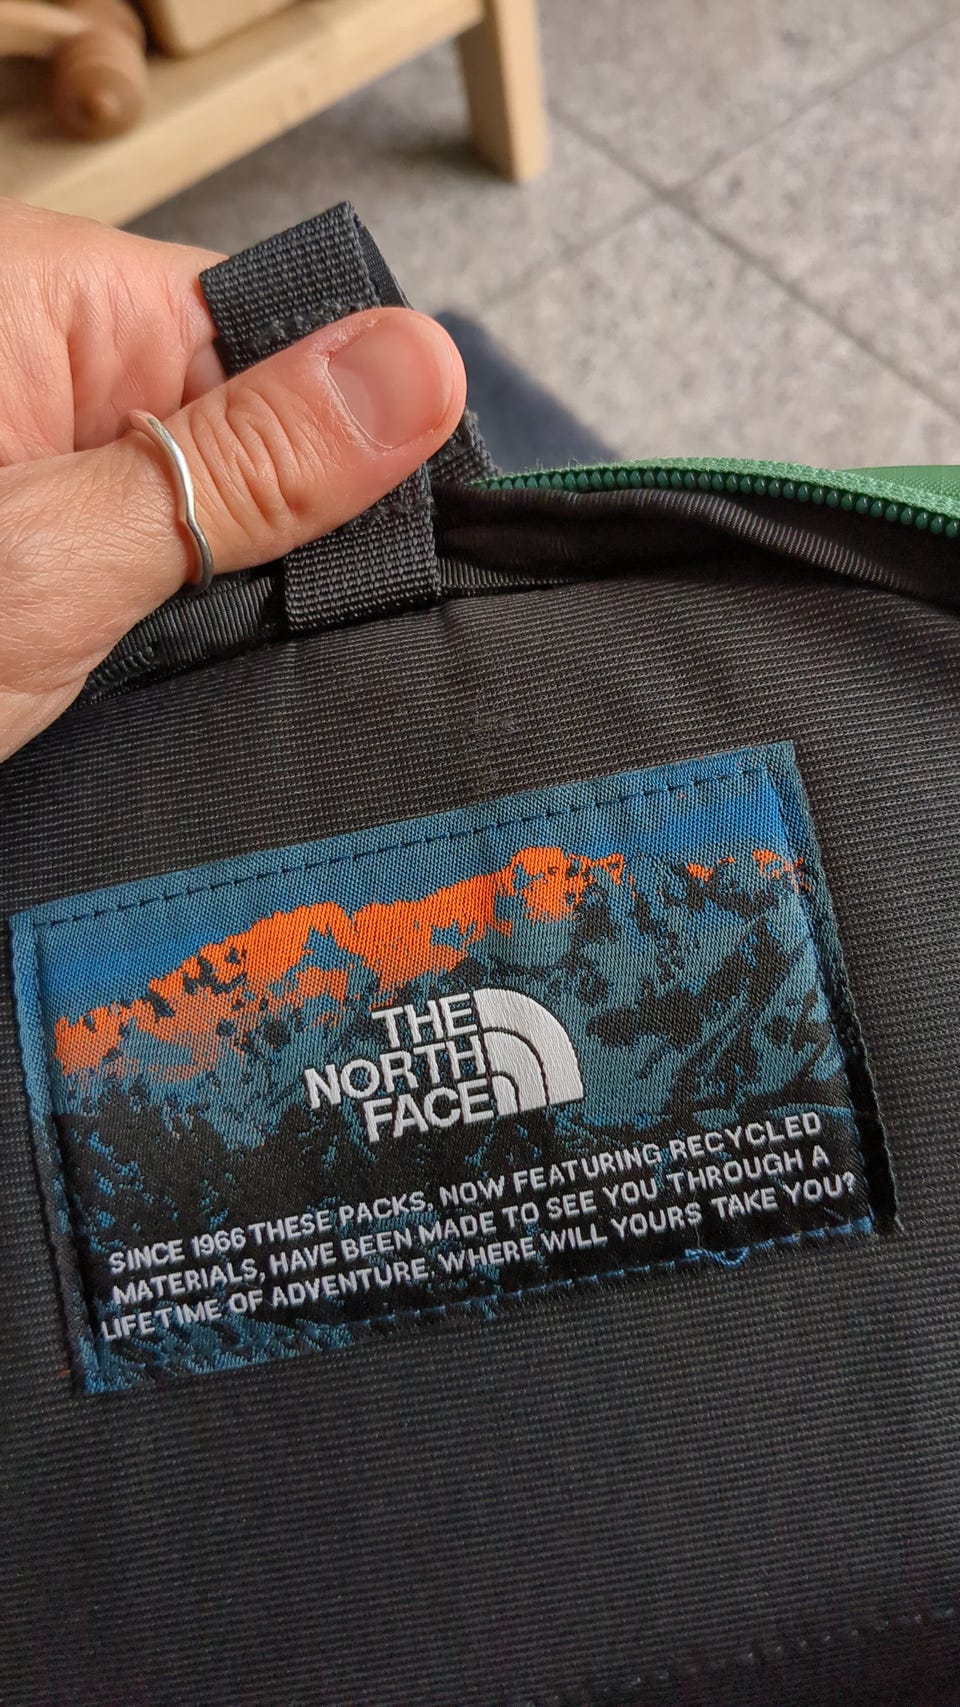 THE
NORTH
FACE
SINCE 1966 THESE PACKS, NOW FEATURING RECYCLED
MATERIALS, HAVE BEEN MADE TO SEE YOU THROUGH A
LIFETIME OF ADVENTURE. WHERE WILL YOURS TAKE YOU?